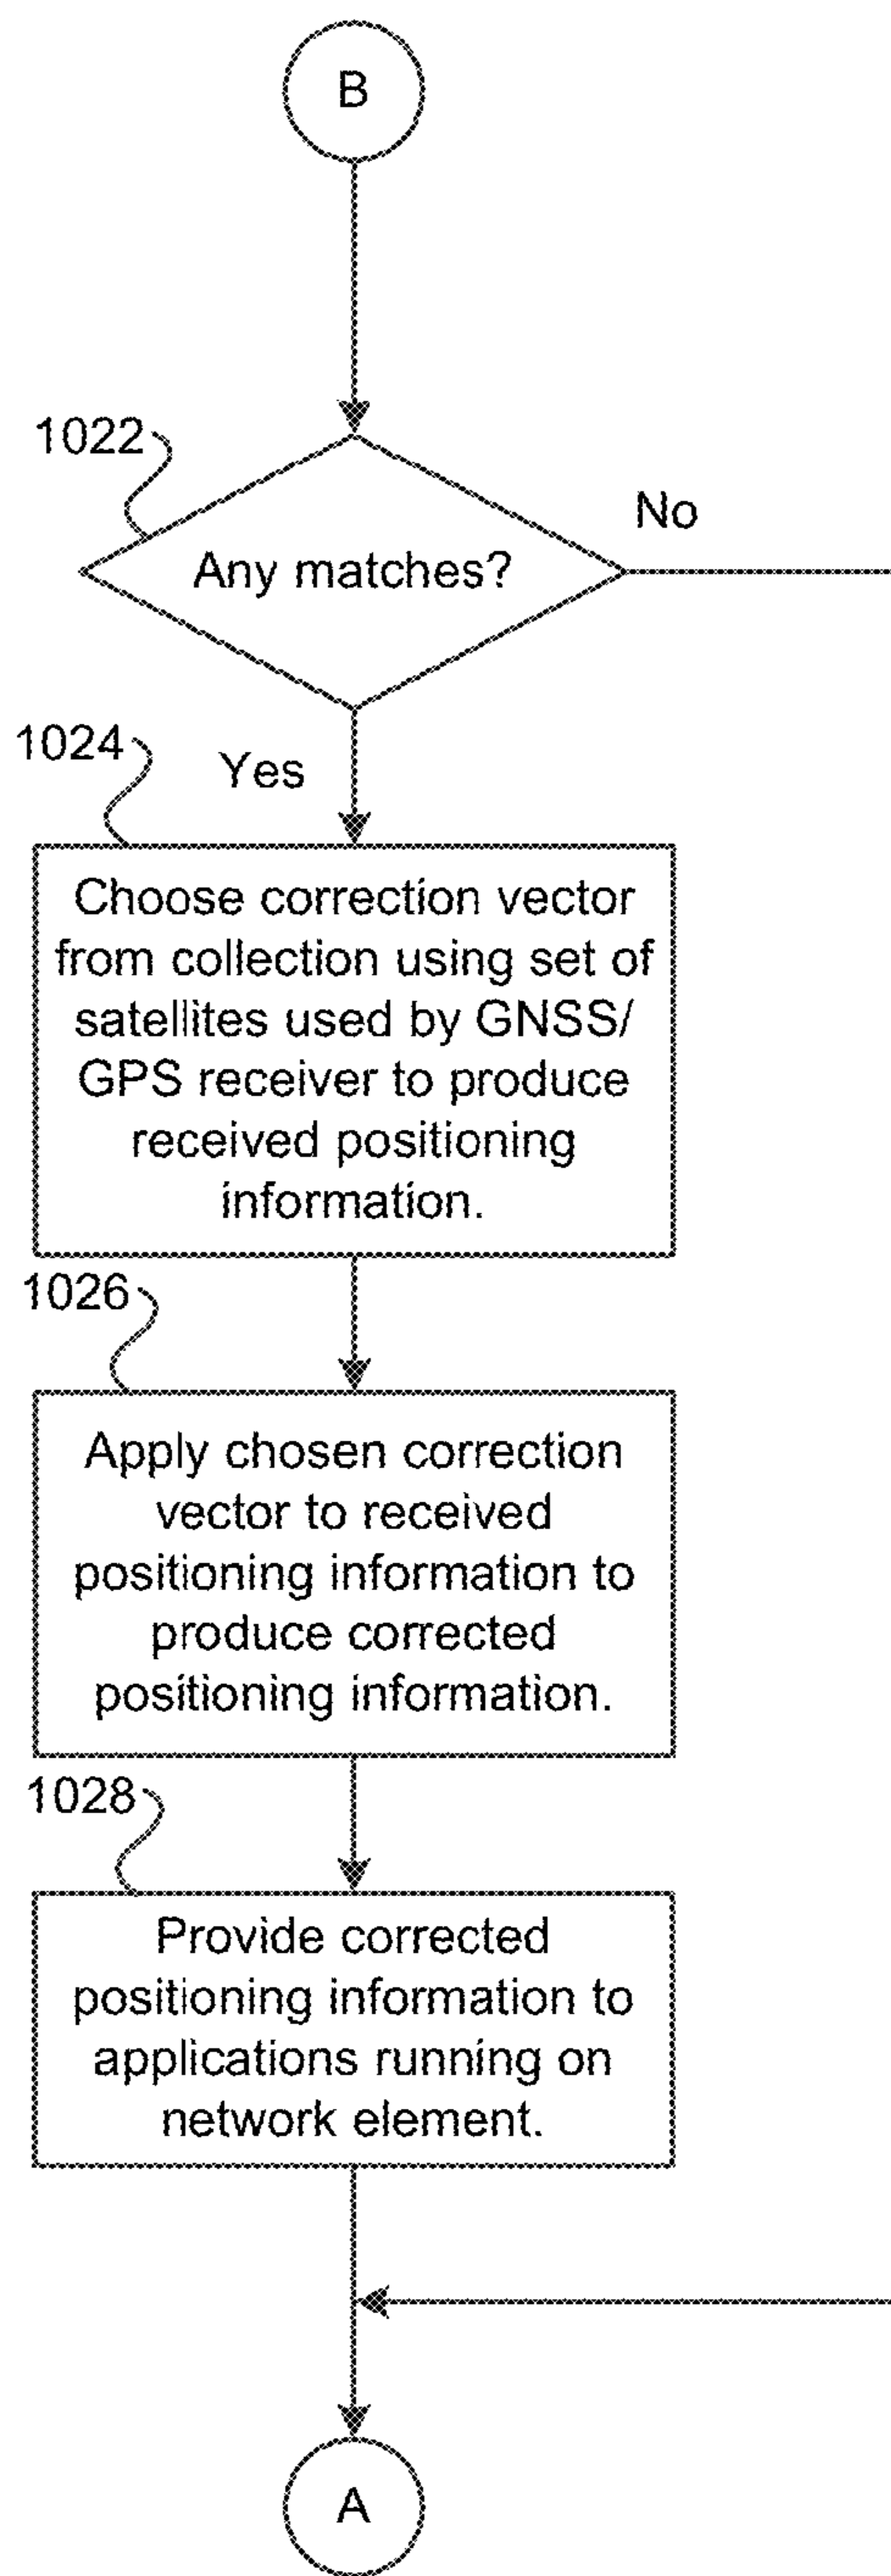 B
1022
No
Any matches?
1024
Yes
Choose correction vector
from collection using set of
satellites used by GNSS/
GPS receiver to produce
received positioning
information.
1026
Apply chosen correction
vector to received
positioning information to
produce corrected
positioning information.
1028
Provide corrected
positioning information to
applications running on
network element.
A